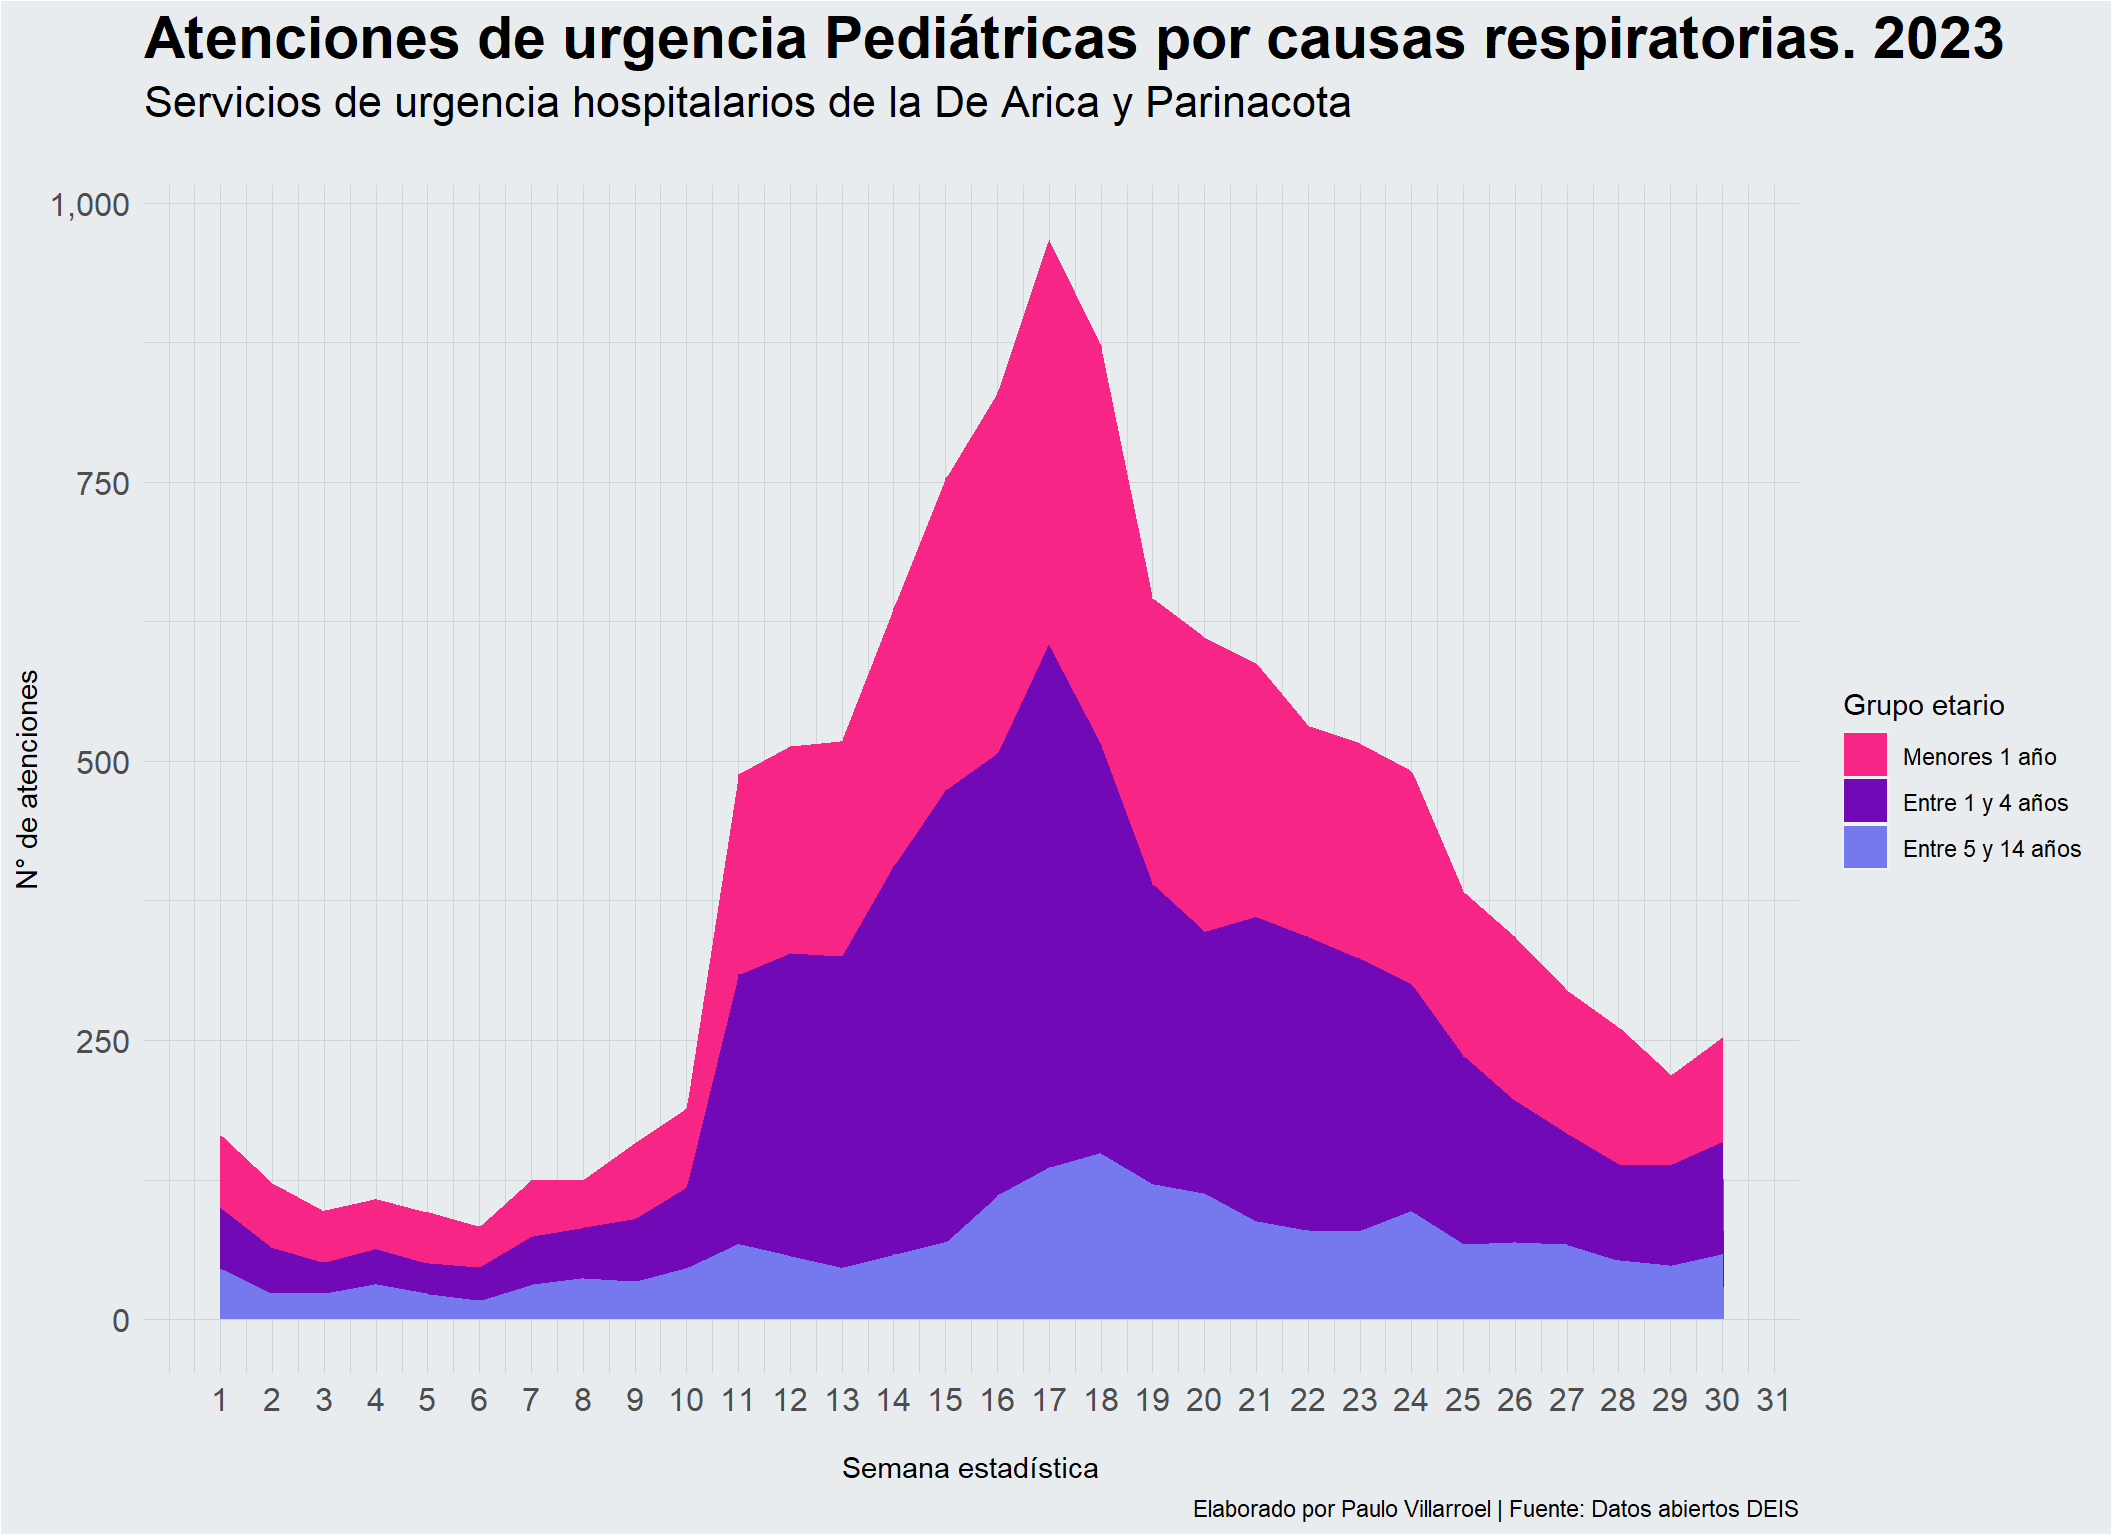 Atenciones de urgencia Pediátricas por causas respiratorias. 2023
Servicios de urgencia hospitalarios de la De Arica y Parinacota
1,000
750
500
250
0
N° de atenciones
1 2 3 4 5 6 7 8 9 10 11 12 13 14 15 16 17 18 19 20 21 22 23 24 25 26 27 28 29 30 31
Semana estadística
Grupo etario
Menores 1 año
Entre 1 y 4 años
Entre 5 y 14 años
Elaborado por Paulo Villarroel | Fuente: Datos abiertos DEIS